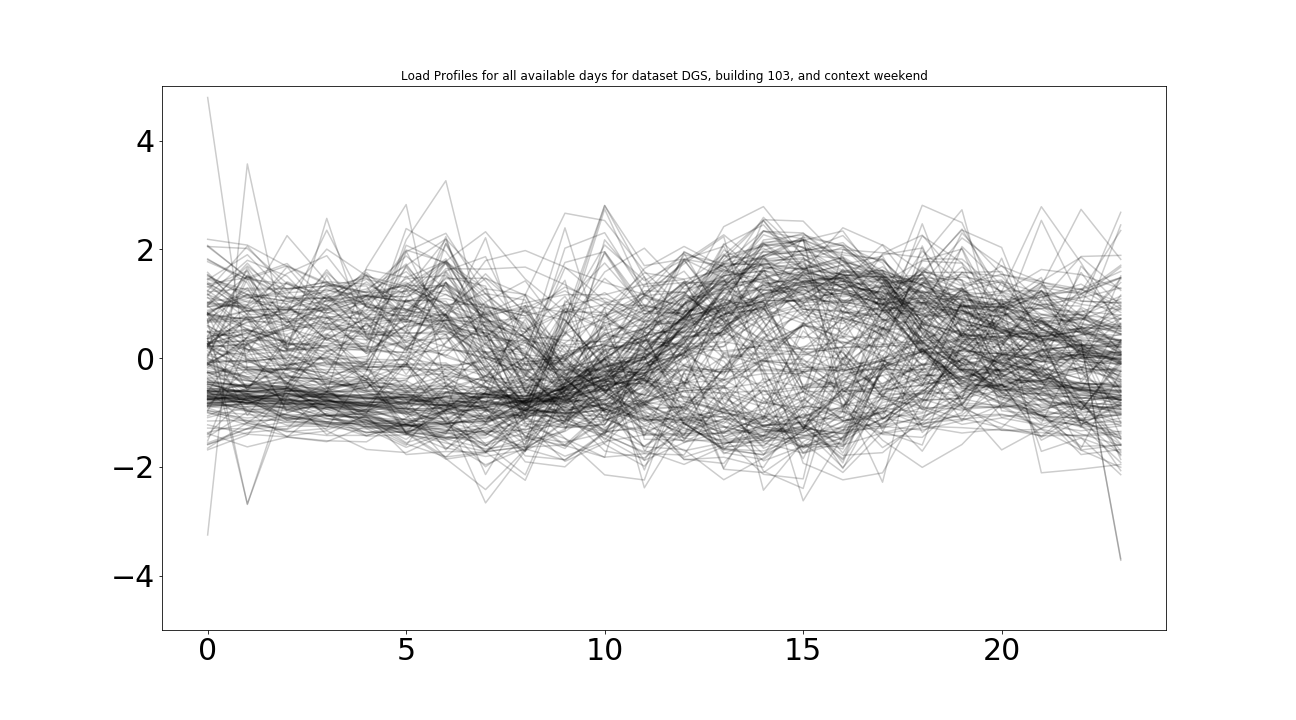 Load Profiles for all available days for dataset DGS, building 103, and context weekend
4
2
0
−2
−4
0 5 10 15 20